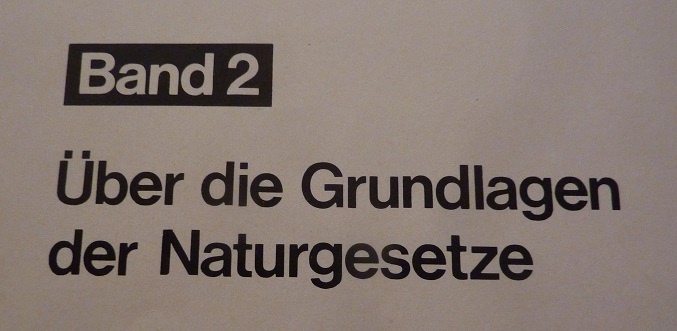 Band 2
Über die Grundlagen
der Naturgesetze